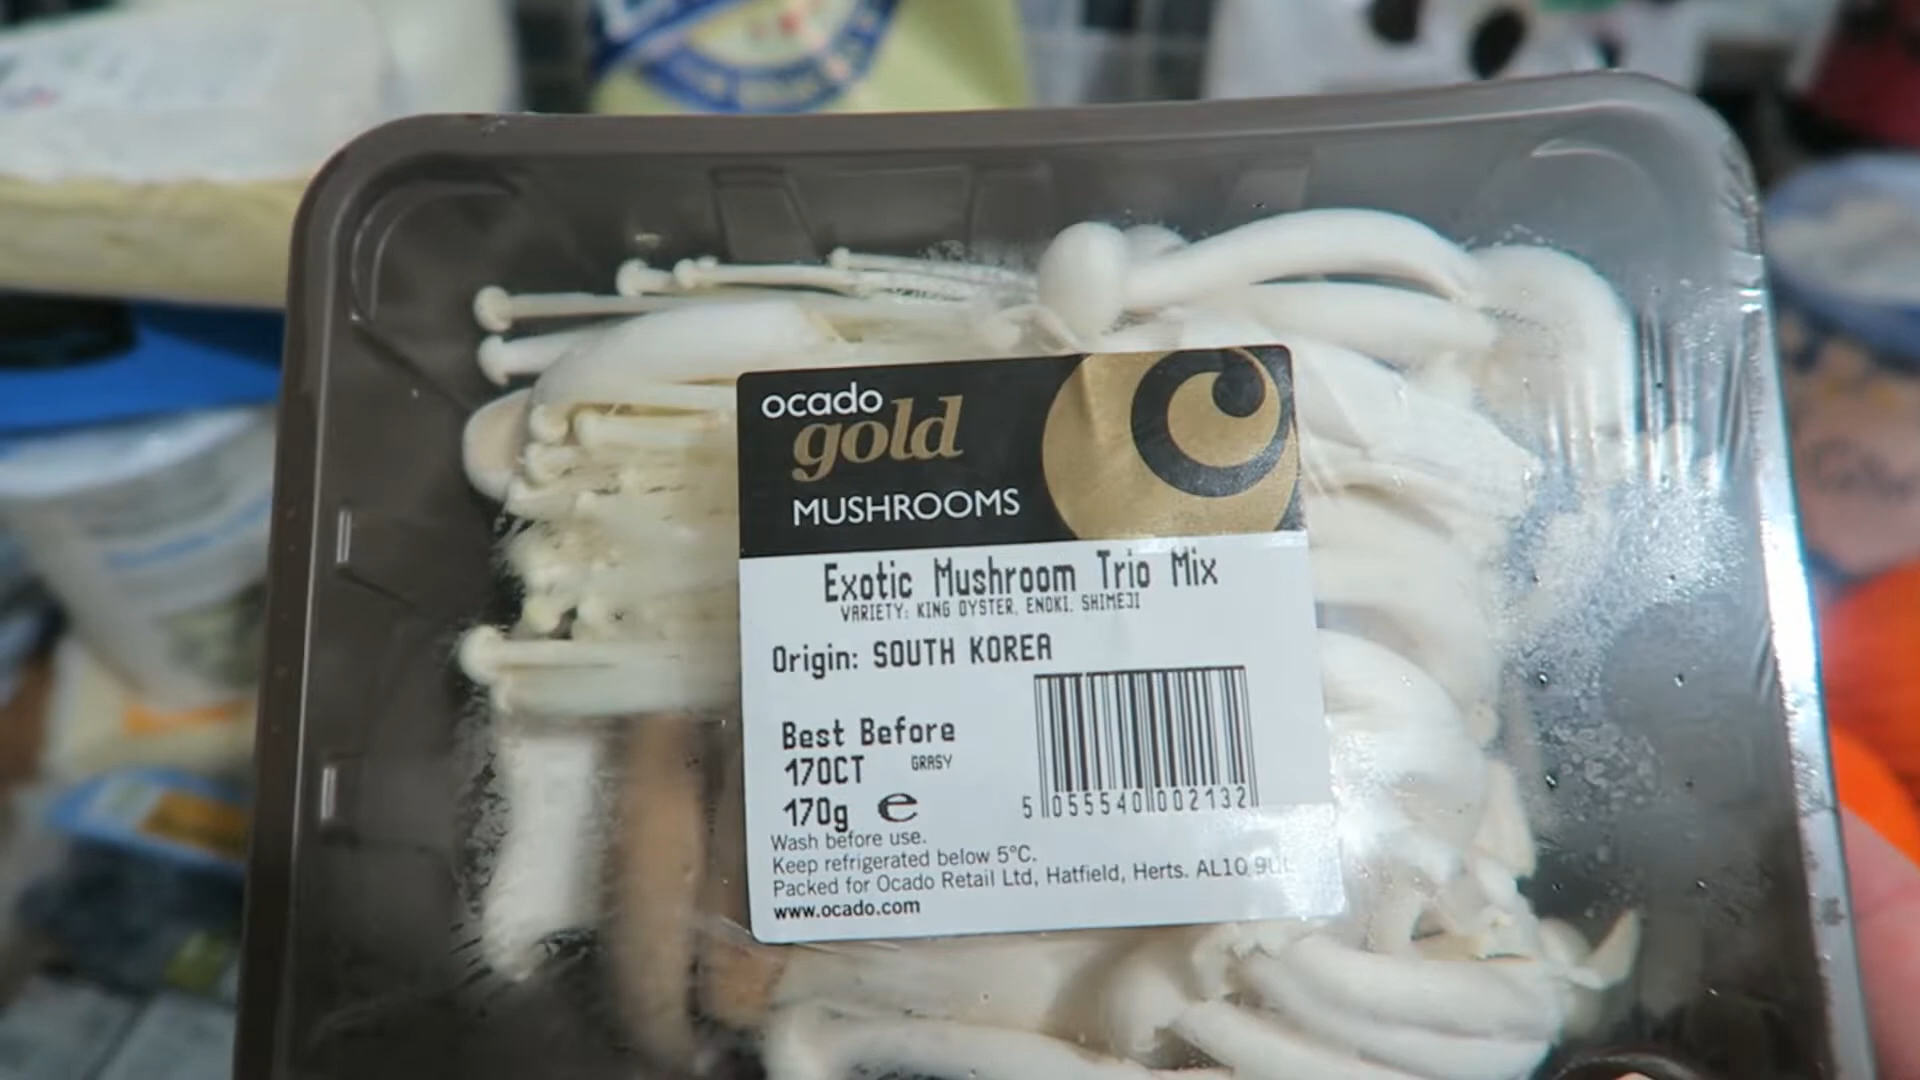 ocado
gold
MUSHROOMS
Exotic Mushroom Trio Mix
VARIETY: KING OYSTER, ENOKI, SHIMEJI
Origin: SOUTH KOREA
Best Before
17OCT GRASY
170g e
5 055540 002132
Wash before use.
Keep refrigerated below 5°C.
Packed for Ocado Retail Ltd, Hatfield, Herts. AL10 9UL
www.ocado.com